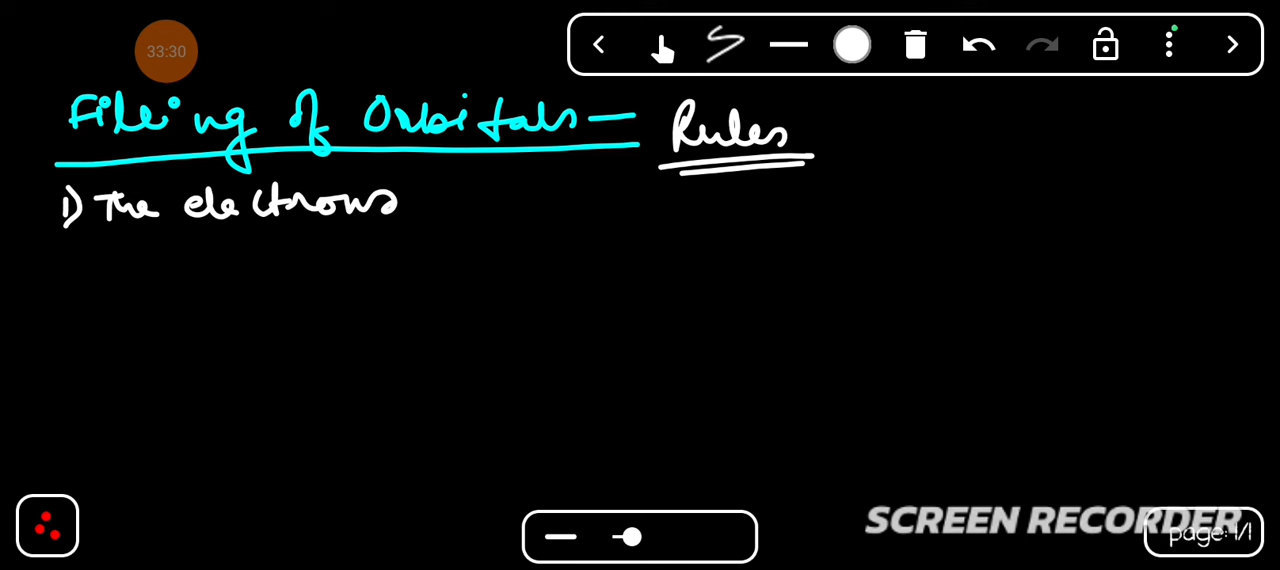 33:30
Filling of Orbitals— Rules
1) The electrons
SCREEN RECORDER
page:1/1